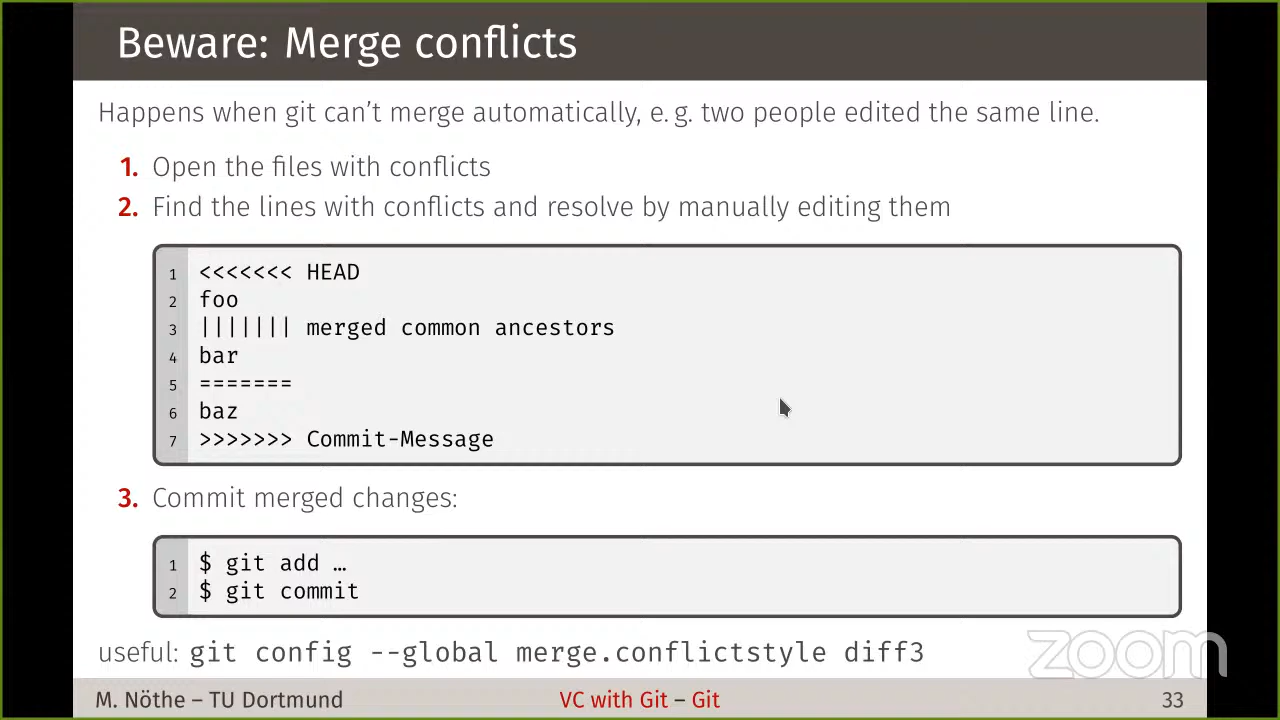 Beware: Merge conflicts
Happens when git can't merge automatically, e. g. two people edited the same line.
1. Open the files with conflicts
2. Find the lines with conflicts and resolve by manually editing them
1 <<<<<<< HEAD
2 foo
3 ||||||| merged common ancestors
4 bar
5 =======
6 baz
7 >>>>>>> Commit-Message
3. Commit merged changes:
1 $ git add …
2 $ git commit
useful: git config --global merge.conflictstyle diff3
zoom
M. Nöthe – TU Dortmund VC with Git – Git 33